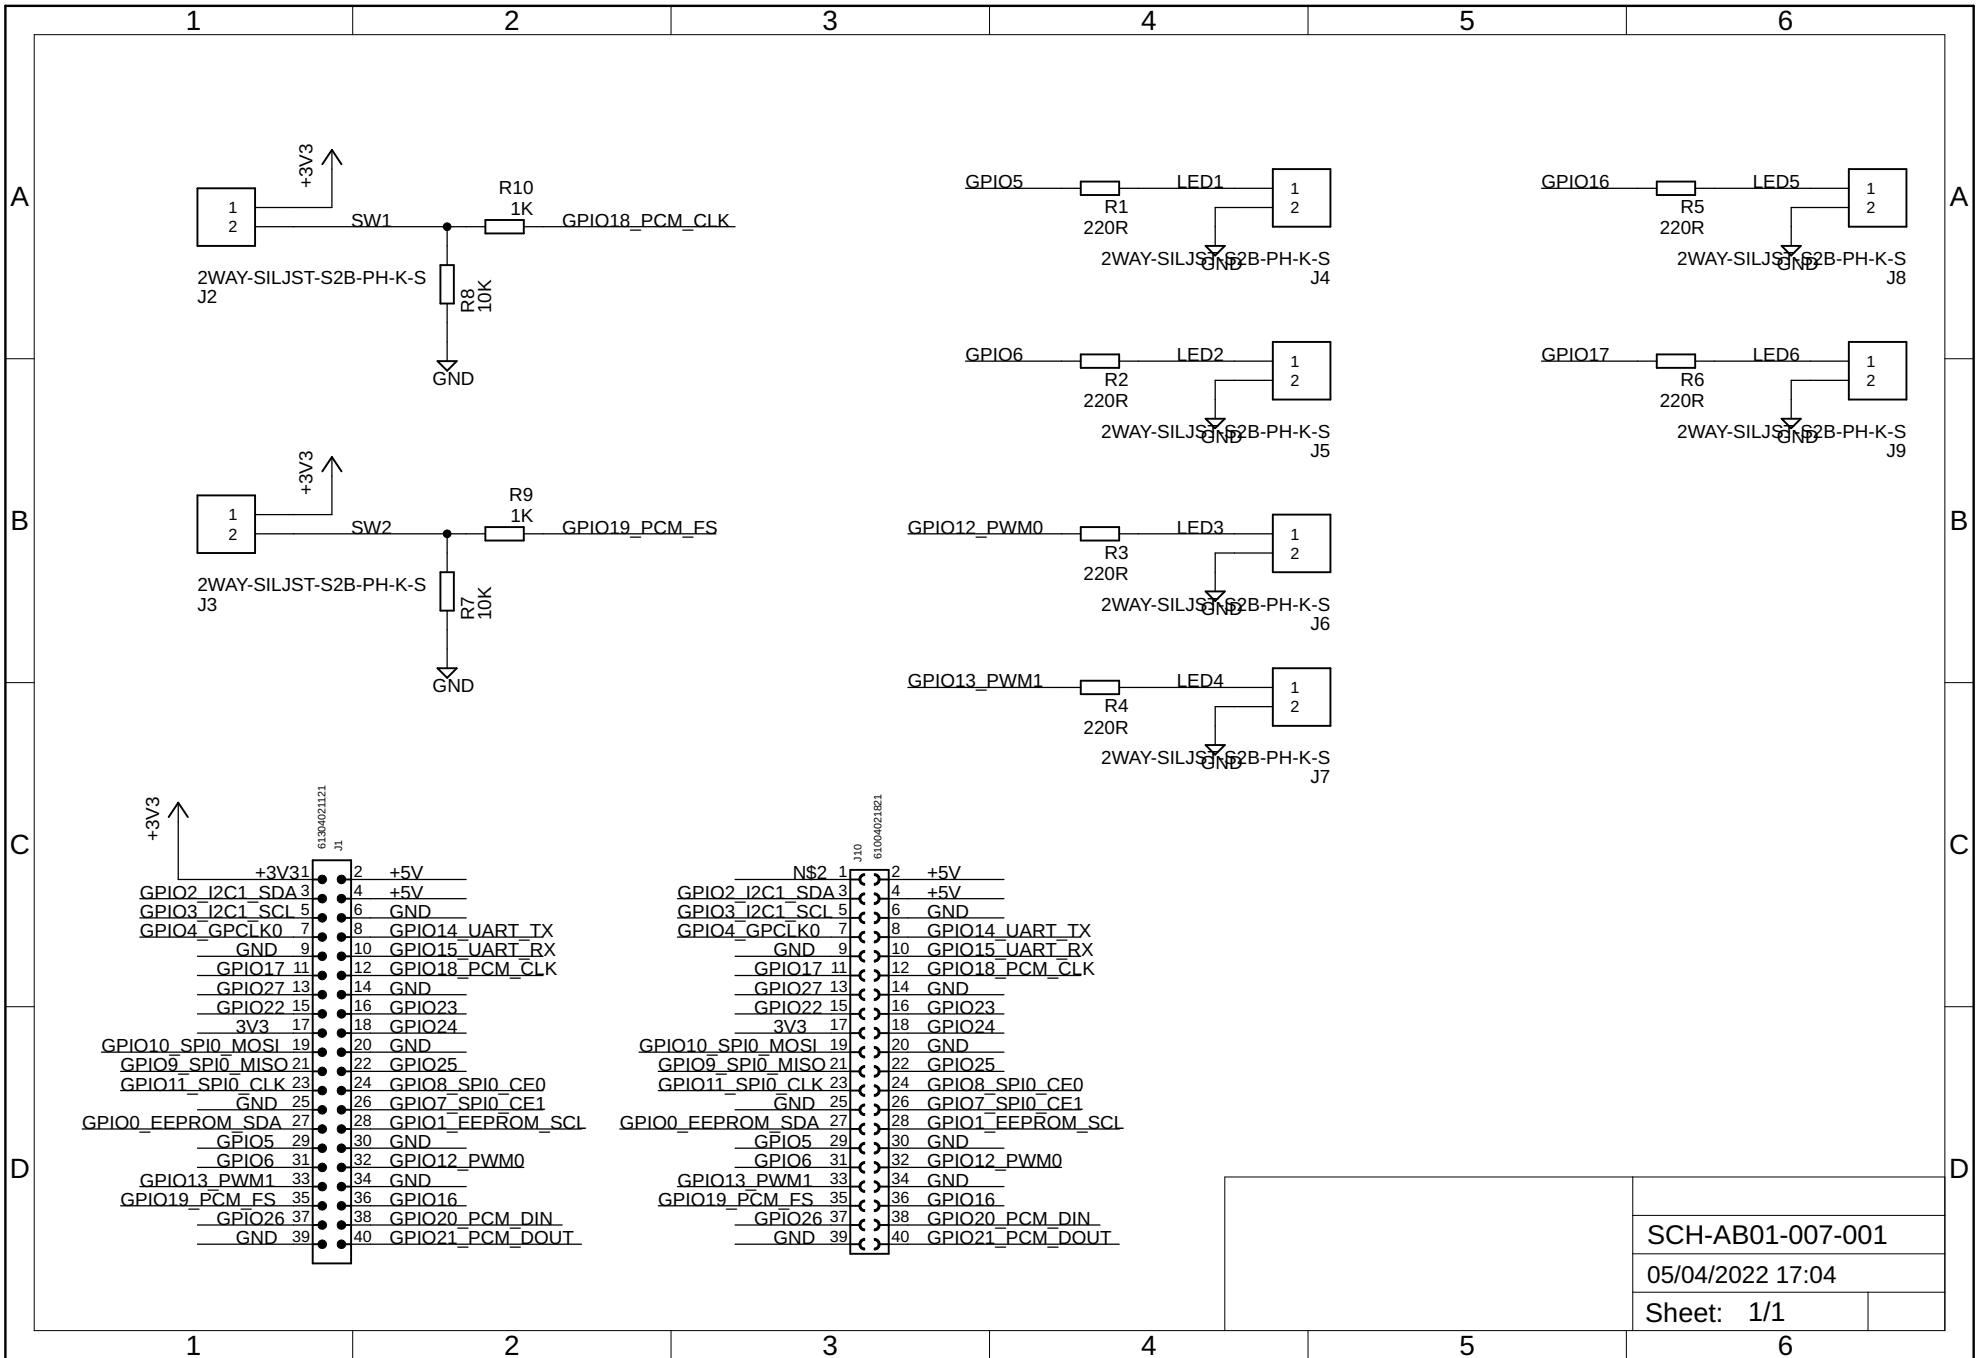 1 2 3 4 5 6
A A
+3V3
1
2
SW1
R10
1K
GPIO18_PCM_CLK
2WAY-SILJST-S2B-PH-K-S
J2
R8
10K
GND
GPIO5
R1
220R
LED1
1
2
GND
2WAY-SILJST-S2B-PH-K-S
J4
GPIO16
R5
220R
LED5
1
2
GND
2WAY-SILJST-S2B-PH-K-S
J8
GPIO6
R2
220R
LED2
1
2
GND
2WAY-SILJST-S2B-PH-K-S
J5
GPIO17
R6
220R
LED6
1
2
GND
2WAY-SILJST-S2B-PH-K-S
J9
B B
+3V3
1
2
SW2
R9
1K
GPIO19_PCM_FS
2WAY-SILJST-S2B-PH-K-S
J3
R7
10K
GND
GPIO12_PWM0
R3
220R
LED3
1
2
GND
2WAY-SILJST-S2B-PH-K-S
J6
GPIO13_PWM1
R4
220R
LED4
1
2
GND
2WAY-SILJST-S2B-PH-K-S
J7
C C
+3V3
61304021121
J1
+3V3 1 2 +5V
GPIO2_I2C1_SDA 3 4 +5V
GPIO3_I2C1_SCL 5 6 GND
GPIO4_GPCLK0 7 8 GPIO14_UART_TX
GND 9 10 GPIO15_UART_RX
GPIO17 11 12 GPIO18_PCM_CLK
GPIO27 13 14 GND
GPIO22 15 16 GPIO23
3V3 17 18 GPIO24
GPIO10_SPI0_MOSI 19 20 GND
GPIO9_SPI0_MISO 21 22 GPIO25
GPIO11_SPI0_CLK 23 24 GPIO8_SPI0_CE0
GND 25 26 GPIO7_SPI0_CE1
GPIO0_EEPROM_SDA 27 28 GPIO1_EEPROM_SCL
GPIO5 29 30 GND
GPIO6 31 32 GPIO12_PWM0
GPIO13_PWM1 33 34 GND
GPIO19_PCM_FS 35 36 GPIO16
GPIO26 37 38 GPIO20_PCM_DIN
GND 39 40 GPIO21_PCM_DOUT
J10
61004021821
N$2 1 2 +5V
GPIO2_I2C1_SDA 3 4 +5V
GPIO3_I2C1_SCL 5 6 GND
GPIO4_GPCLK0 7 8 GPIO14_UART_TX
GND 9 10 GPIO15_UART_RX
GPIO17 11 12 GPIO18_PCM_CLK
GPIO27 13 14 GND
GPIO22 15 16 GPIO23
3V3 17 18 GPIO24
GPIO10_SPI0_MOSI 19 20 GND
GPIO9_SPI0_MISO 21 22 GPIO25
GPIO11_SPI0_CLK 23 24 GPIO8_SPI0_CE0
GND 25 26 GPIO7_SPI0_CE1
GPIO0_EEPROM_SDA 27 28 GPIO1_EEPROM_SCL
GPIO5 29 30 GND
GPIO6 31 32 GPIO12_PWM0
GPIO13_PWM1 33 34 GND
GPIO19_PCM_FS 35 36 GPIO16
GPIO26 37 38 GPIO20_PCM_DIN
GND 39 40 GPIO21_PCM_DOUT
D D
SCH-AB01-007-001
05/04/2022 17:04
Sheet: 1/1
1 2 3 4 5 6